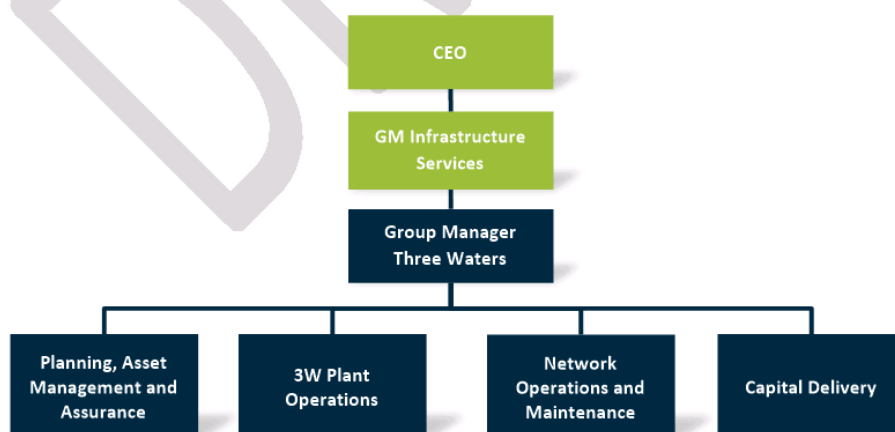 CEO
GM Infrastructure
Services
Group Manager
Three Waters
Planning, Asset
Management and
Assurance
3W Plant
Operations
Network
Operations and
Maintenance
Capital Delivery